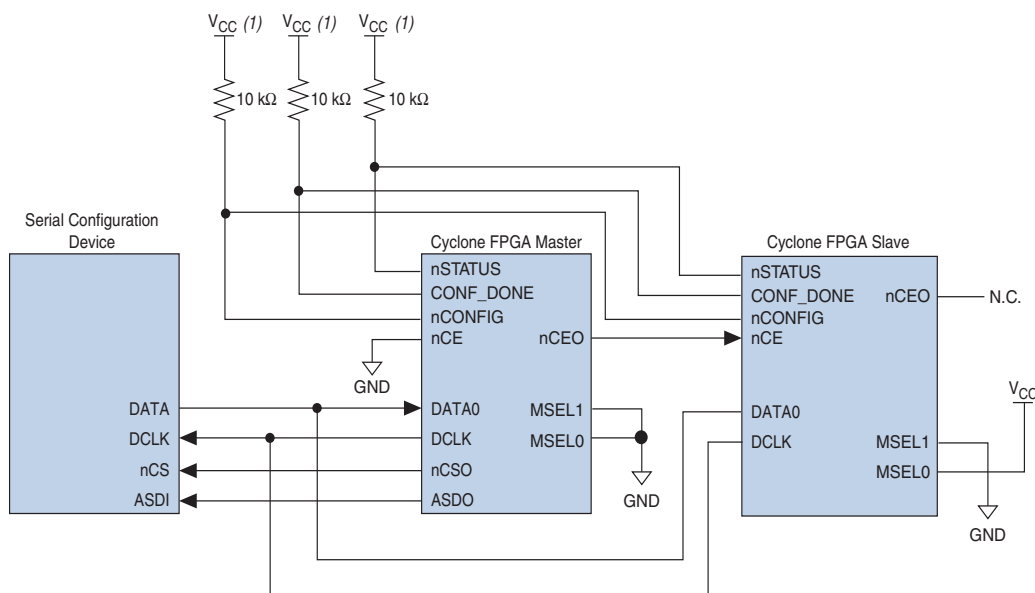 VCC (1) VCC (1) VCC (1)
10 kΩ 10 kΩ 10 kΩ
Serial Configuration
Device
DATA
DCLK
nCS
ASDI
Cyclone FPGA Master
nSTATUS
CONF_DONE
nCONFIG
nCE
nCEO
GND
DATA0
DCLK
nCSO
ASDO
MSEL1
MSEL0
GND
Cyclone FPGA Slave
nSTATUS
CONF_DONE
nCONFIG
nCE
nCEO
N.C.
DATA0
DCLK
MSEL1
MSEL0
VCC
GND